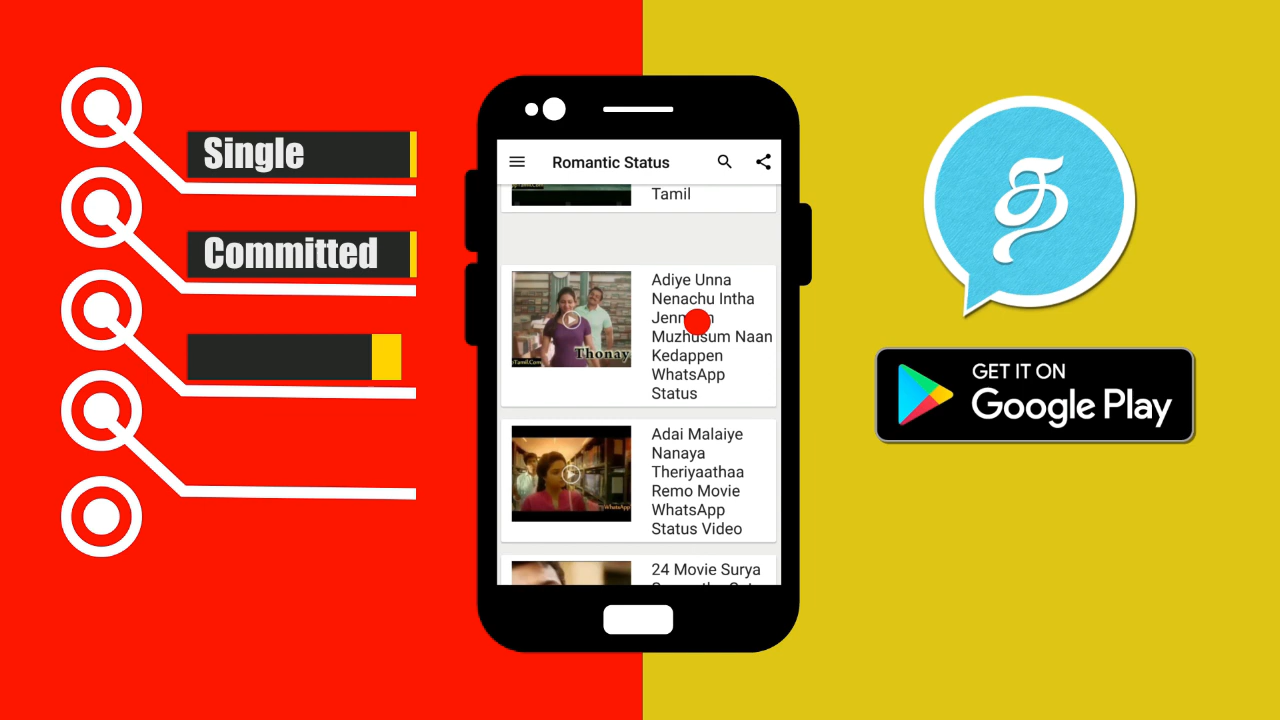 Single
Committed
Romantic Status
Tamil
Adiye Unna
Nenachu Intha
Muzhusum Naan
Kedappen
WhatsApp
Status
Thonay
Adai Malaiye
Nanaya
Theriyaathaa
Remo Movie
WhatsApp
Status Video
WhatsApp
24 Movie Surya
த
GET IT ON
Google Play